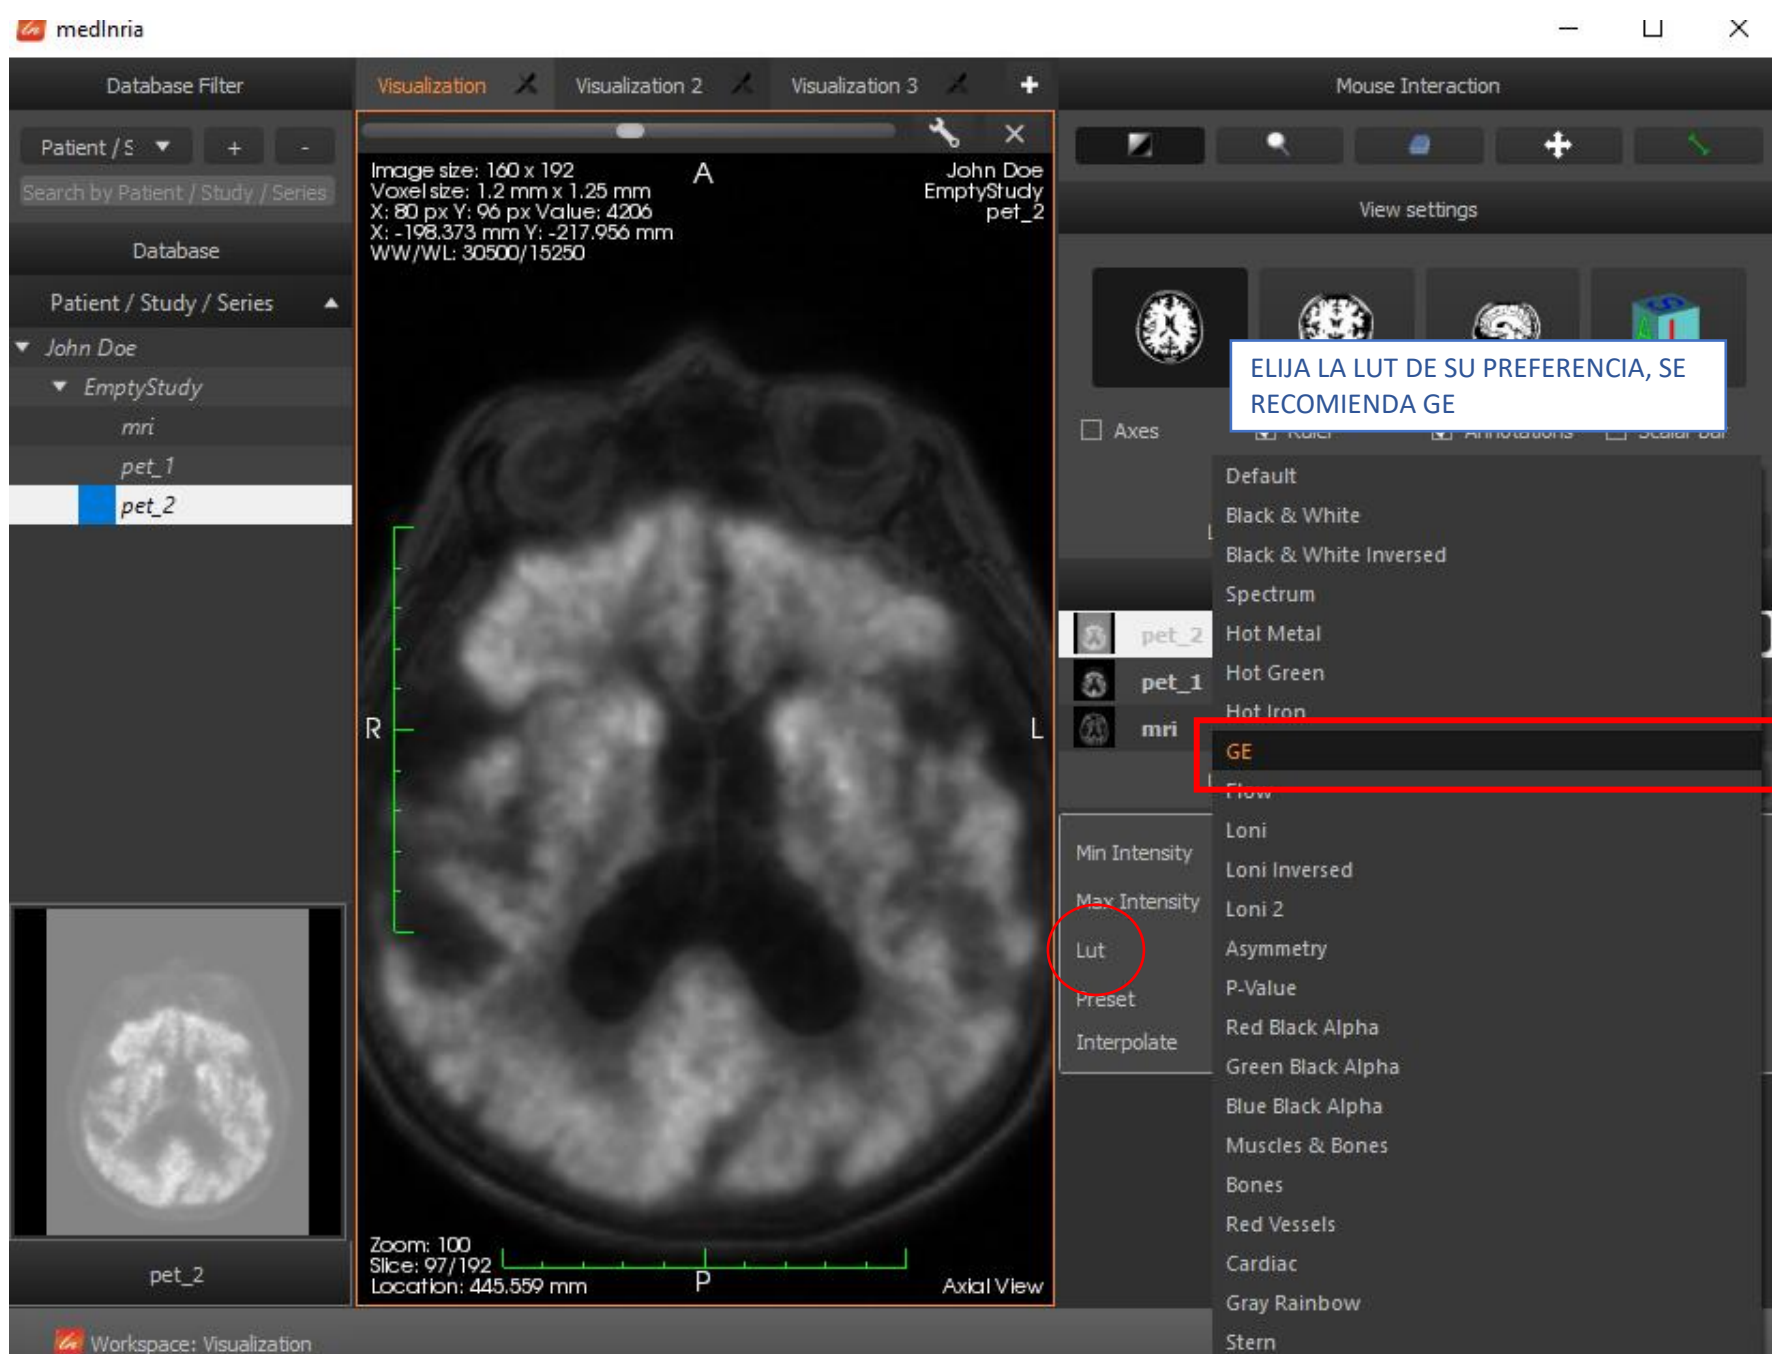 medInria
Database Filter
Visualization
Visualization 2
Visualization 3
Mouse Interaction
Patient / S
+
-
Search by Patient / Study / Series
Database
Patient / Study / Series
John Doe
EmptyStudy
mri
pet_1
pet_2
Image size: 160 x 192
Voxel size: 1.2 mm x 1.25 mm
X: 80 px Y: 96 px Value: 4206
X: -198.373 mm Y: -217.956 mm
WW/WL: 30500/15250
A
John Doe
EmptyStudy
pet_2
R
L
Zoom: 100
Slice: 97/192
Location: 445.559 mm
P
Axial View
View settings
ELIJA LA LUT DE SU PREFERENCIA, SE
RECOMIENDA GE
Axes
Ruler
Annotations
Scalar Bar
pet_2
pet_1
mri
Min Intensity
Max Intensity
Lut
Preset
Interpolate
Default
Black & White
Black & White Inversed
Spectrum
Hot Metal
Hot Green
Hot Iron
GE
Flow
Loni
Loni Inversed
Loni 2
Asymmetry
P-Value
Red Black Alpha
Green Black Alpha
Blue Black Alpha
Muscles & Bones
Bones
Red Vessels
Cardiac
Gray Rainbow
Stern
pet_2
Workspace: Visualization